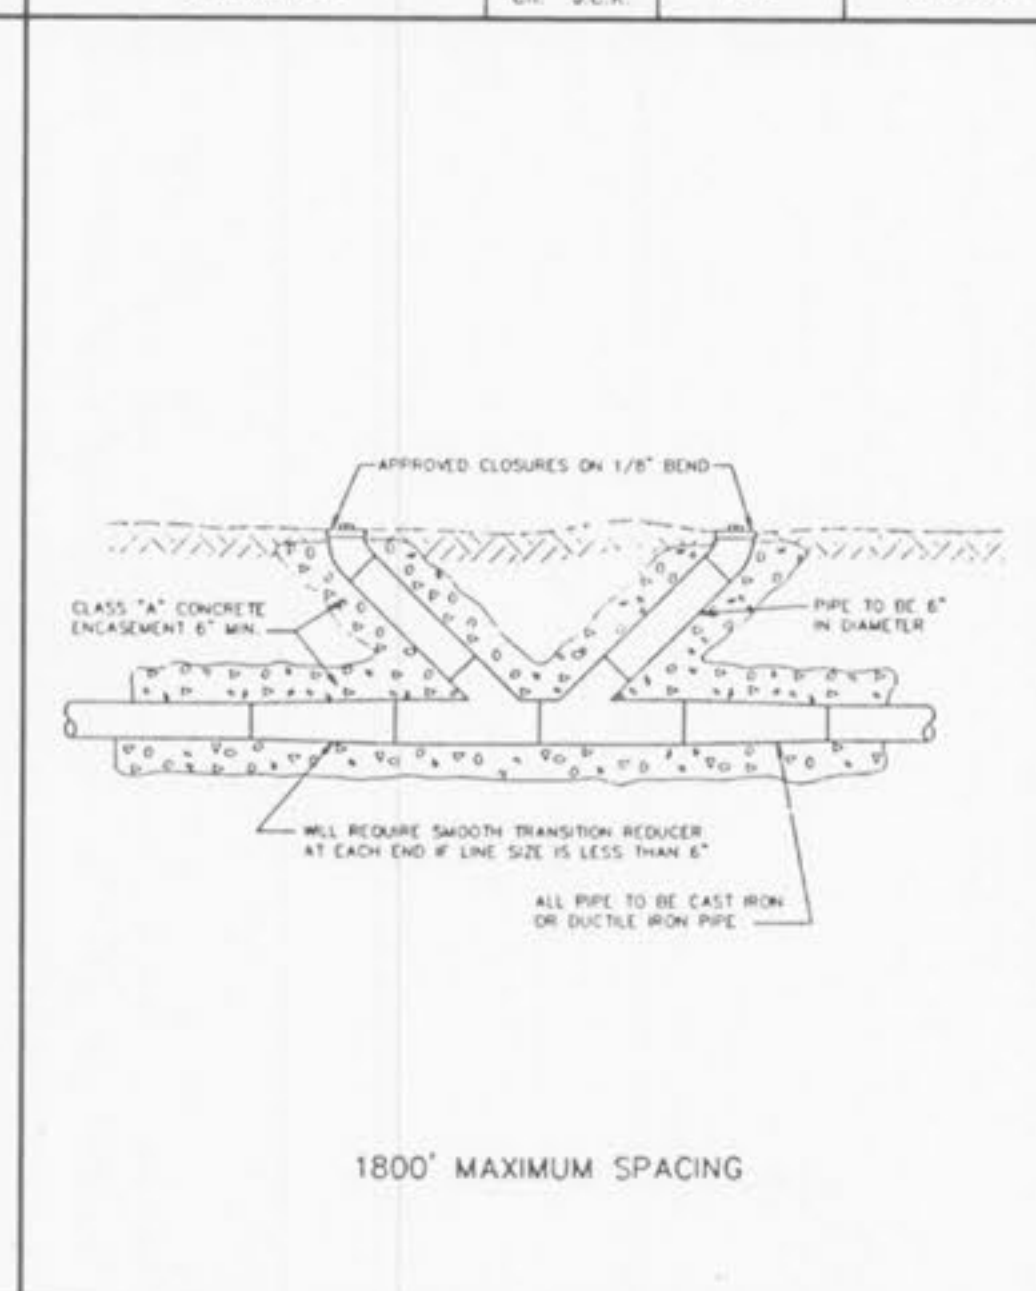 APPROVED CLOSURES ON 1/8" BEND
CLASS "A" CONCRETE
ENCASEMENT 6" MIN.
PIPE TO BE 6"
IN DIAMETER
WILL REQUIRE SMOOTH TRANSITION REDUCER
AT EACH END IF LINE SIZE IS LESS THAN 6"
ALL PIPE TO BE CAST IRON
OR DUCTILE IRON PIPE
1800' MAXIMUM SPACING